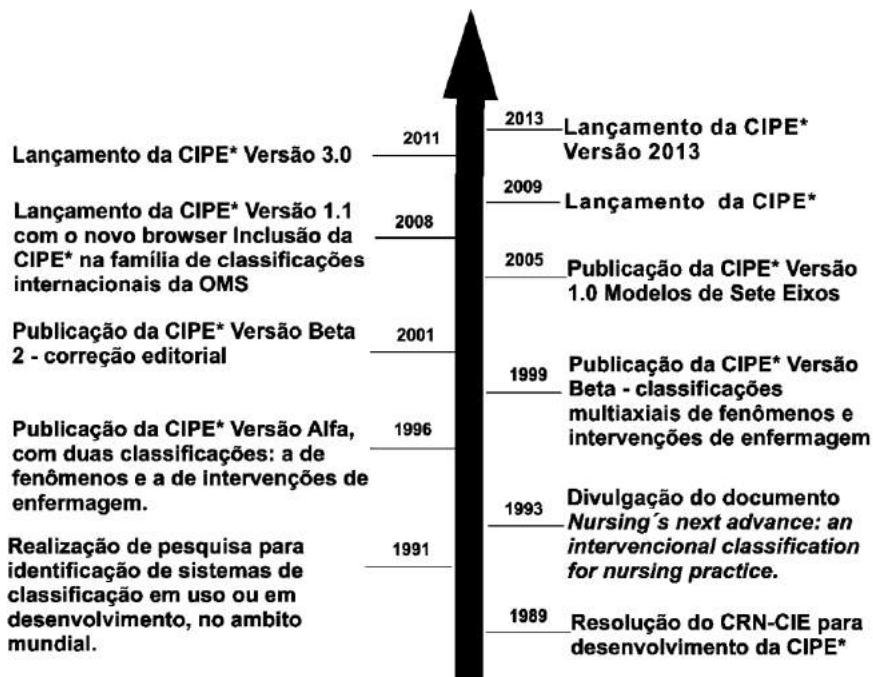 2013
Lançamento da CIPE* 
Versão 2013
2011
Lançamento da CIPE* Versão 3.0
2009
Lançamento da CIPE*
Lançamento da CIPE* Versão 1.1
com o novo browser Inclusão da
CIPE* na família de classificações
internacionais da OMS
2008
2005
Publicação da CIPE* Versão
1.0 Modelos de Sete Eixos
Publicação da CIPE* Versão Beta
2 - correção editorial
2001
1999
Publicação da CIPE* Versão
Beta - classificações
multiaxiais de fenômenos e
intervenções de enfermagem
Publicação da CIPE* Versão Alfa,
com duas classificações: a de
fenômenos e a de intervenções de
enfermagem.
1996
1993
Divulgação do documento
Nursing´s next advance: an
intervencional classification
for nursing practice.
Realização de pesquisa para
identificação de sistemas de
classificação em uso ou em
desenvolvimento, no ambito
mundial.
1991
1989
Resolução do CRN-CIE para
desenvolvimento da CIPE*